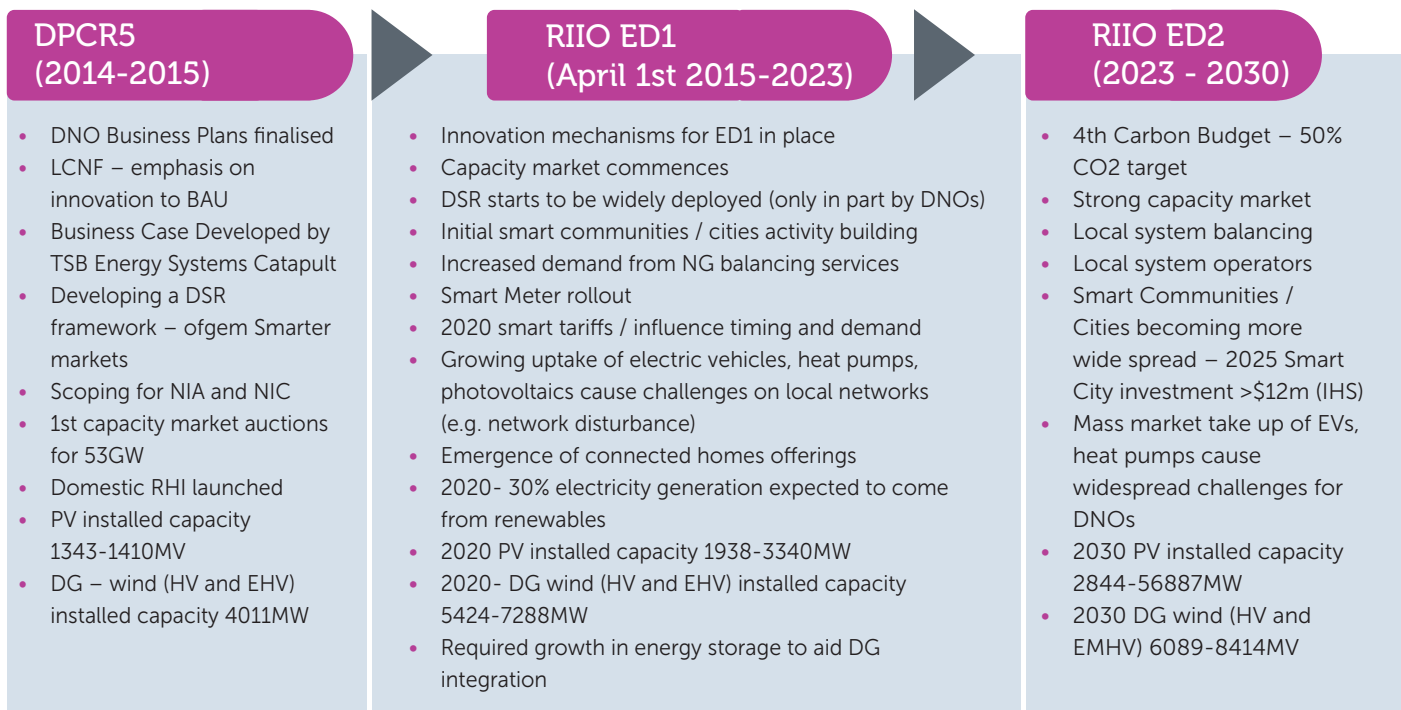 DPCR5
(2014-2015)
• DNO Business Plans finalised
• LCNF – emphasis on
innovation to BAU
• Business Case Developed by
TSB Energy Systems Catapult
• Developing a DSR
framework – ofgem Smarter
markets
• Scoping for NIA and NIC
• 1st capacity market auctions
for 53GW
• Domestic RHI launched
• PV installed capacity
1343-1410MV
• DG – wind (HV and EHV)
installed capacity 4011MW
RIIO ED1
(April 1st 2015-2023)
• Innovation mechanisms for ED1 in place
• Capacity market commences
• DSR starts to be widely deployed (only in part by DNOs)
• Initial smart communities / cities activity building
• Increased demand from NG balancing services
• Smart Meter rollout
• 2020 smart tariffs / influence timing and demand
• Growing uptake of electric vehicles, heat pumps,
photovoltaics cause challenges on local networks
(e.g. network disturbance)
• Emergence of connected homes offerings
• 2020- 30% electricity generation expected to come
from renewables
• 2020 PV installed capacity 1938-3340MW
• 2020- DG wind (HV and EHV) installed capacity
5424-7288MW
• Required growth in energy storage to aid DG
integration
RIIO ED2
(2023 - 2030)
• 4th Carbon Budget – 50%
CO2 target
• Strong capacity market
• Local system balancing
• Local system operators
• Smart Communities /
Cities becoming more
wide spread – 2025 Smart
City investment >$12m (IHS)
• Mass market take up of EVs,
heat pumps cause
widespread challenges for
DNOs
• 2030 PV installed capacity
2844-56887MW
• 2030 DG wind (HV and
EMHV) 6089-8414MV